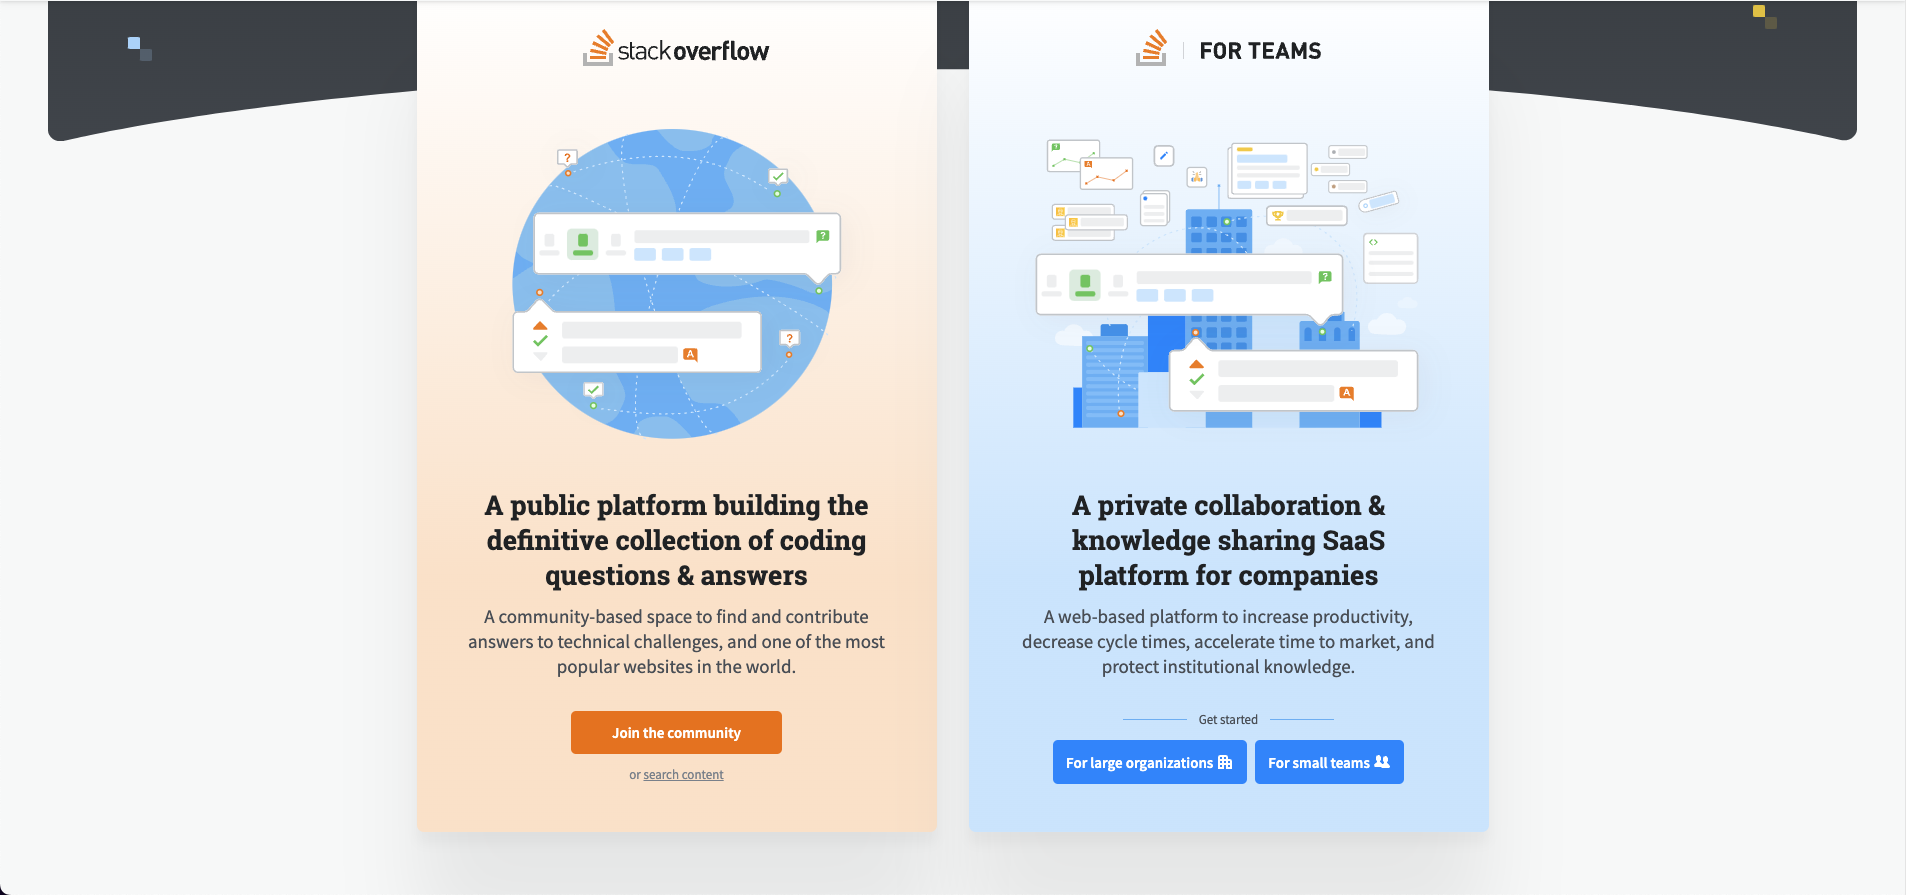 stackoverflow
A public platform building the
definitive collection of coding
questions & answers
A community-based space to find and contribute
answers to technical challenges, and one of the most
popular websites in the world.
Join the community
or search content
FOR TEAMS
A private collaboration &
knowledge sharing SaaS
platform for companies
A web-based platform to increase productivity,
decrease cycle times, accelerate time to market, and
protect institutional knowledge.
Get started
For large organizations
For small teams